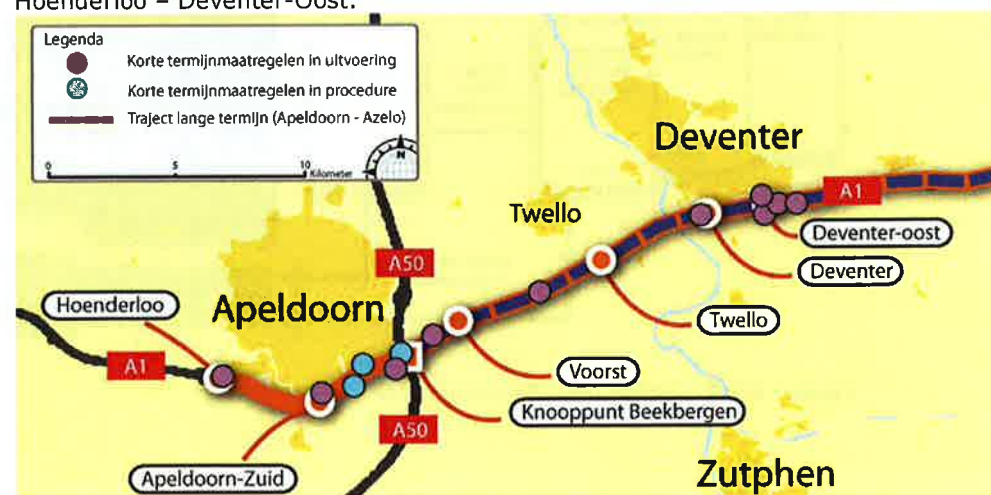 Hoenderloo – Deventer-Oost.
Legenda
Korte termijnmaatregelen in uitvoering
Korte termijnmaatregelen in procedure
Traject lange termijn (Apeldoorn - Azelo)
0 5 10 Kilometer
N
Deventer
Twello
A1
Deventer-oost
A50
Deventer
Hoenderloo
Apeldoorn
Twello
A1
Voorst
Knooppunt Beekbergen
A50
Apeldoorn-Zuid
Zutphen